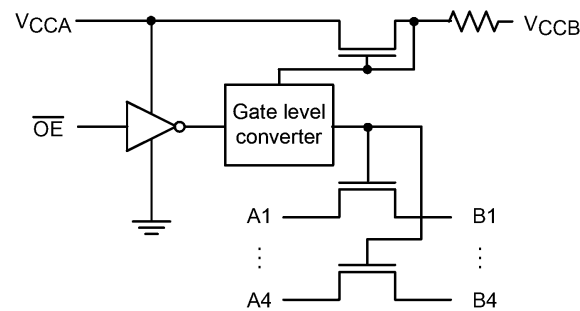 VCCA
VCCB
OE
Gate level
converter
A1
B1
⋮
⋮
A4
B4